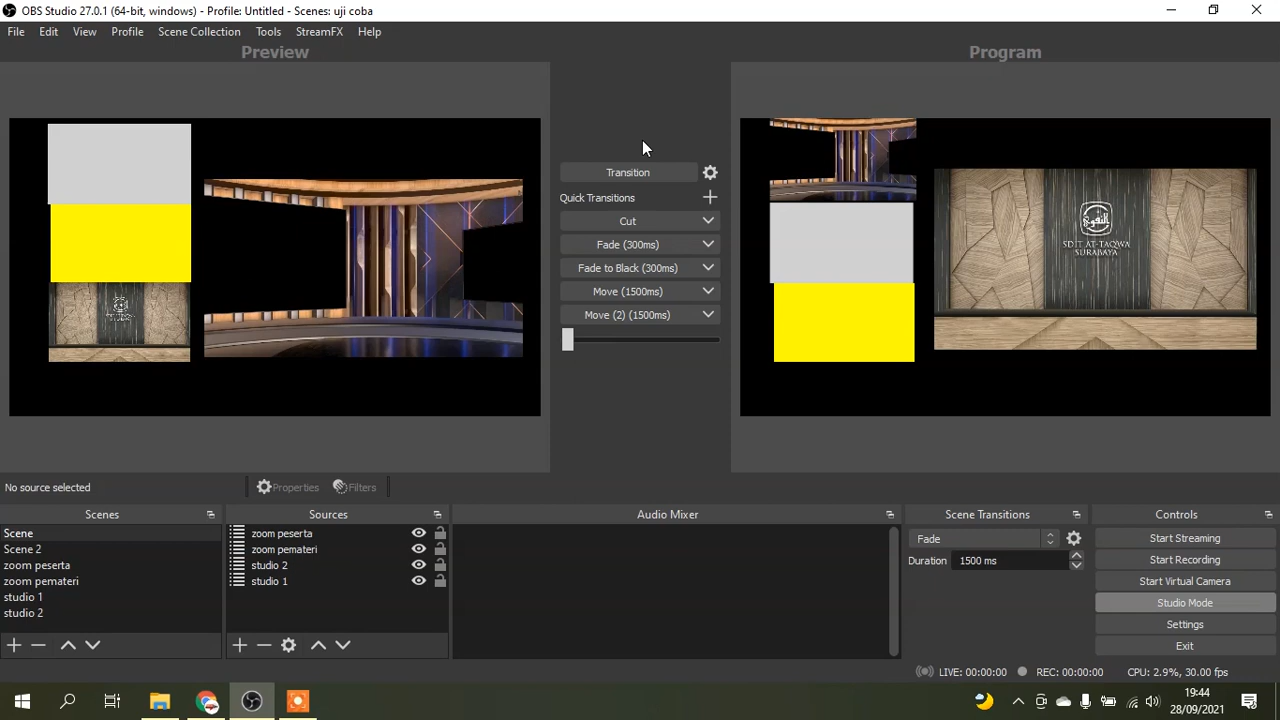 OBS Studio 27.0.1 (64-bit, windows) - Profile: Untitled - Scenes: uji coba
File Edit View Profile Scene Collection Tools StreamFX Help
Preview
Program
Transition
Quick Transitions
Cut
Fade (300ms)
Fade to Black (300ms)
Move (1500ms)
Move (2) (1500ms)
SD IT AT-TAQWA
SURABAYA
No source selected
Properties
Filters
Scenes
Scene
Scene 2
zoom peserta
zoom pemateri
studio 1
studio 2
Sources
zoom peserta
zoom pemateri
studio 2
studio 1
Audio Mixer
Scene Transitions
Fade
Duration 1500 ms
Controls
Start Streaming
Start Recording
Start Virtual Camera
Studio Mode
Settings
Exit
LIVE: 00:00:00 REC: 00:00:00 CPU: 2.9%, 30.00 fps
19:44
28/09/2021